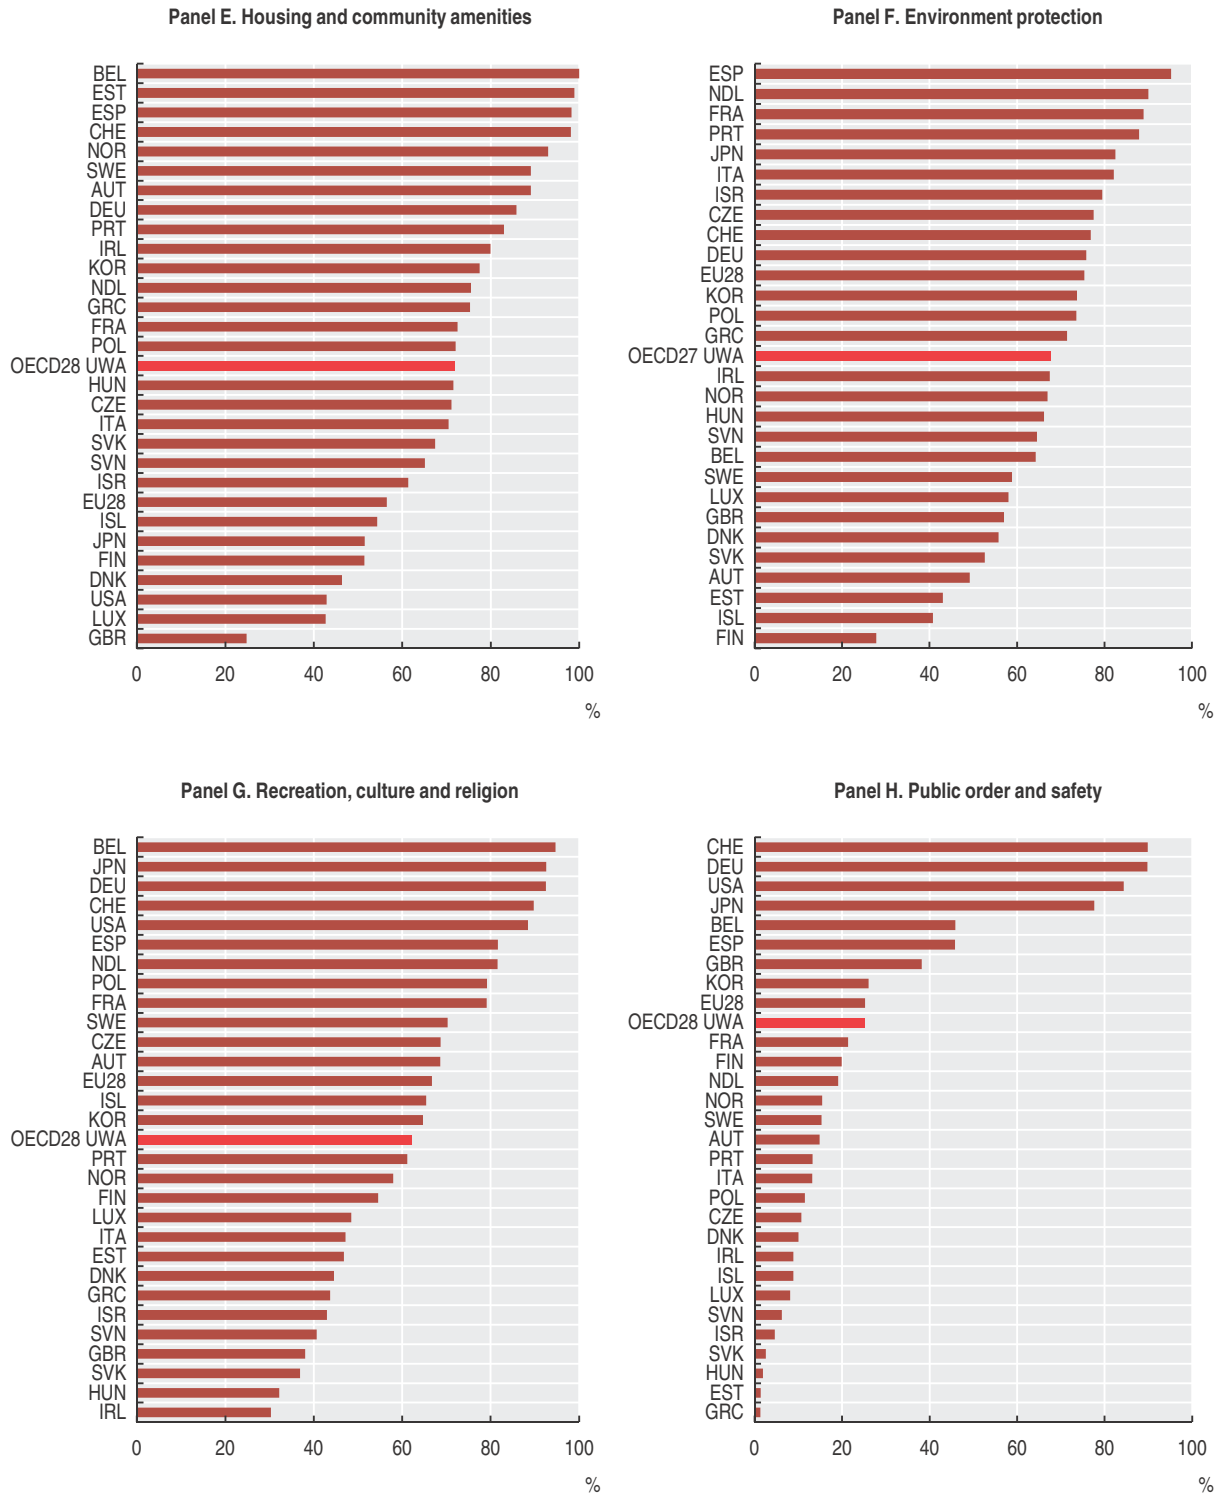 Panel E. Housing and community amenities
BEL
EST
ESP
CHE
NOR
SWE
AUT
DEU
PRT
IRL
KOR
NDL
GRC
FRA
POL
OECD28 UWA
HUN
CZE
ITA
SVK
SVN
ISR
EU28
ISL
JPN
FIN
DNK
USA
LUX
GBR
0 20 40 60 80 100
%
Panel F. Environment protection
ESP
NDL
FRA
PRT
JPN
ITA
ISR
CZE
CHE
DEU
EU28
KOR
POL
GRC
OECD27 UWA
IRL
NOR
HUN
SVN
BEL
SWE
LUX
GBR
DNK
SVK
AUT
EST
ISL
FIN
0 20 40 60 80 100
%
Panel G. Recreation, culture and religion
BEL
JPN
DEU
CHE
USA
ESP
NDL
POL
FRA
SWE
CZE
AUT
EU28
ISL
KOR
OECD28 UWA
PRT
NOR
FIN
LUX
ITA
EST
DNK
GRC
ISR
SVN
GBR
SVK
HUN
IRL
0 20 40 60 80 100
%
Panel H. Public order and safety
CHE
DEU
USA
JPN
BEL
ESP
GBR
KOR
EU28
OECD28 UWA
FRA
FIN
NDL
NOR
SWE
AUT
PRT
ITA
POL
CZE
DNK
IRL
ISL
LUX
SVN
ISR
SVK
HUN
EST
GRC
0 20 40 60 80 100
%